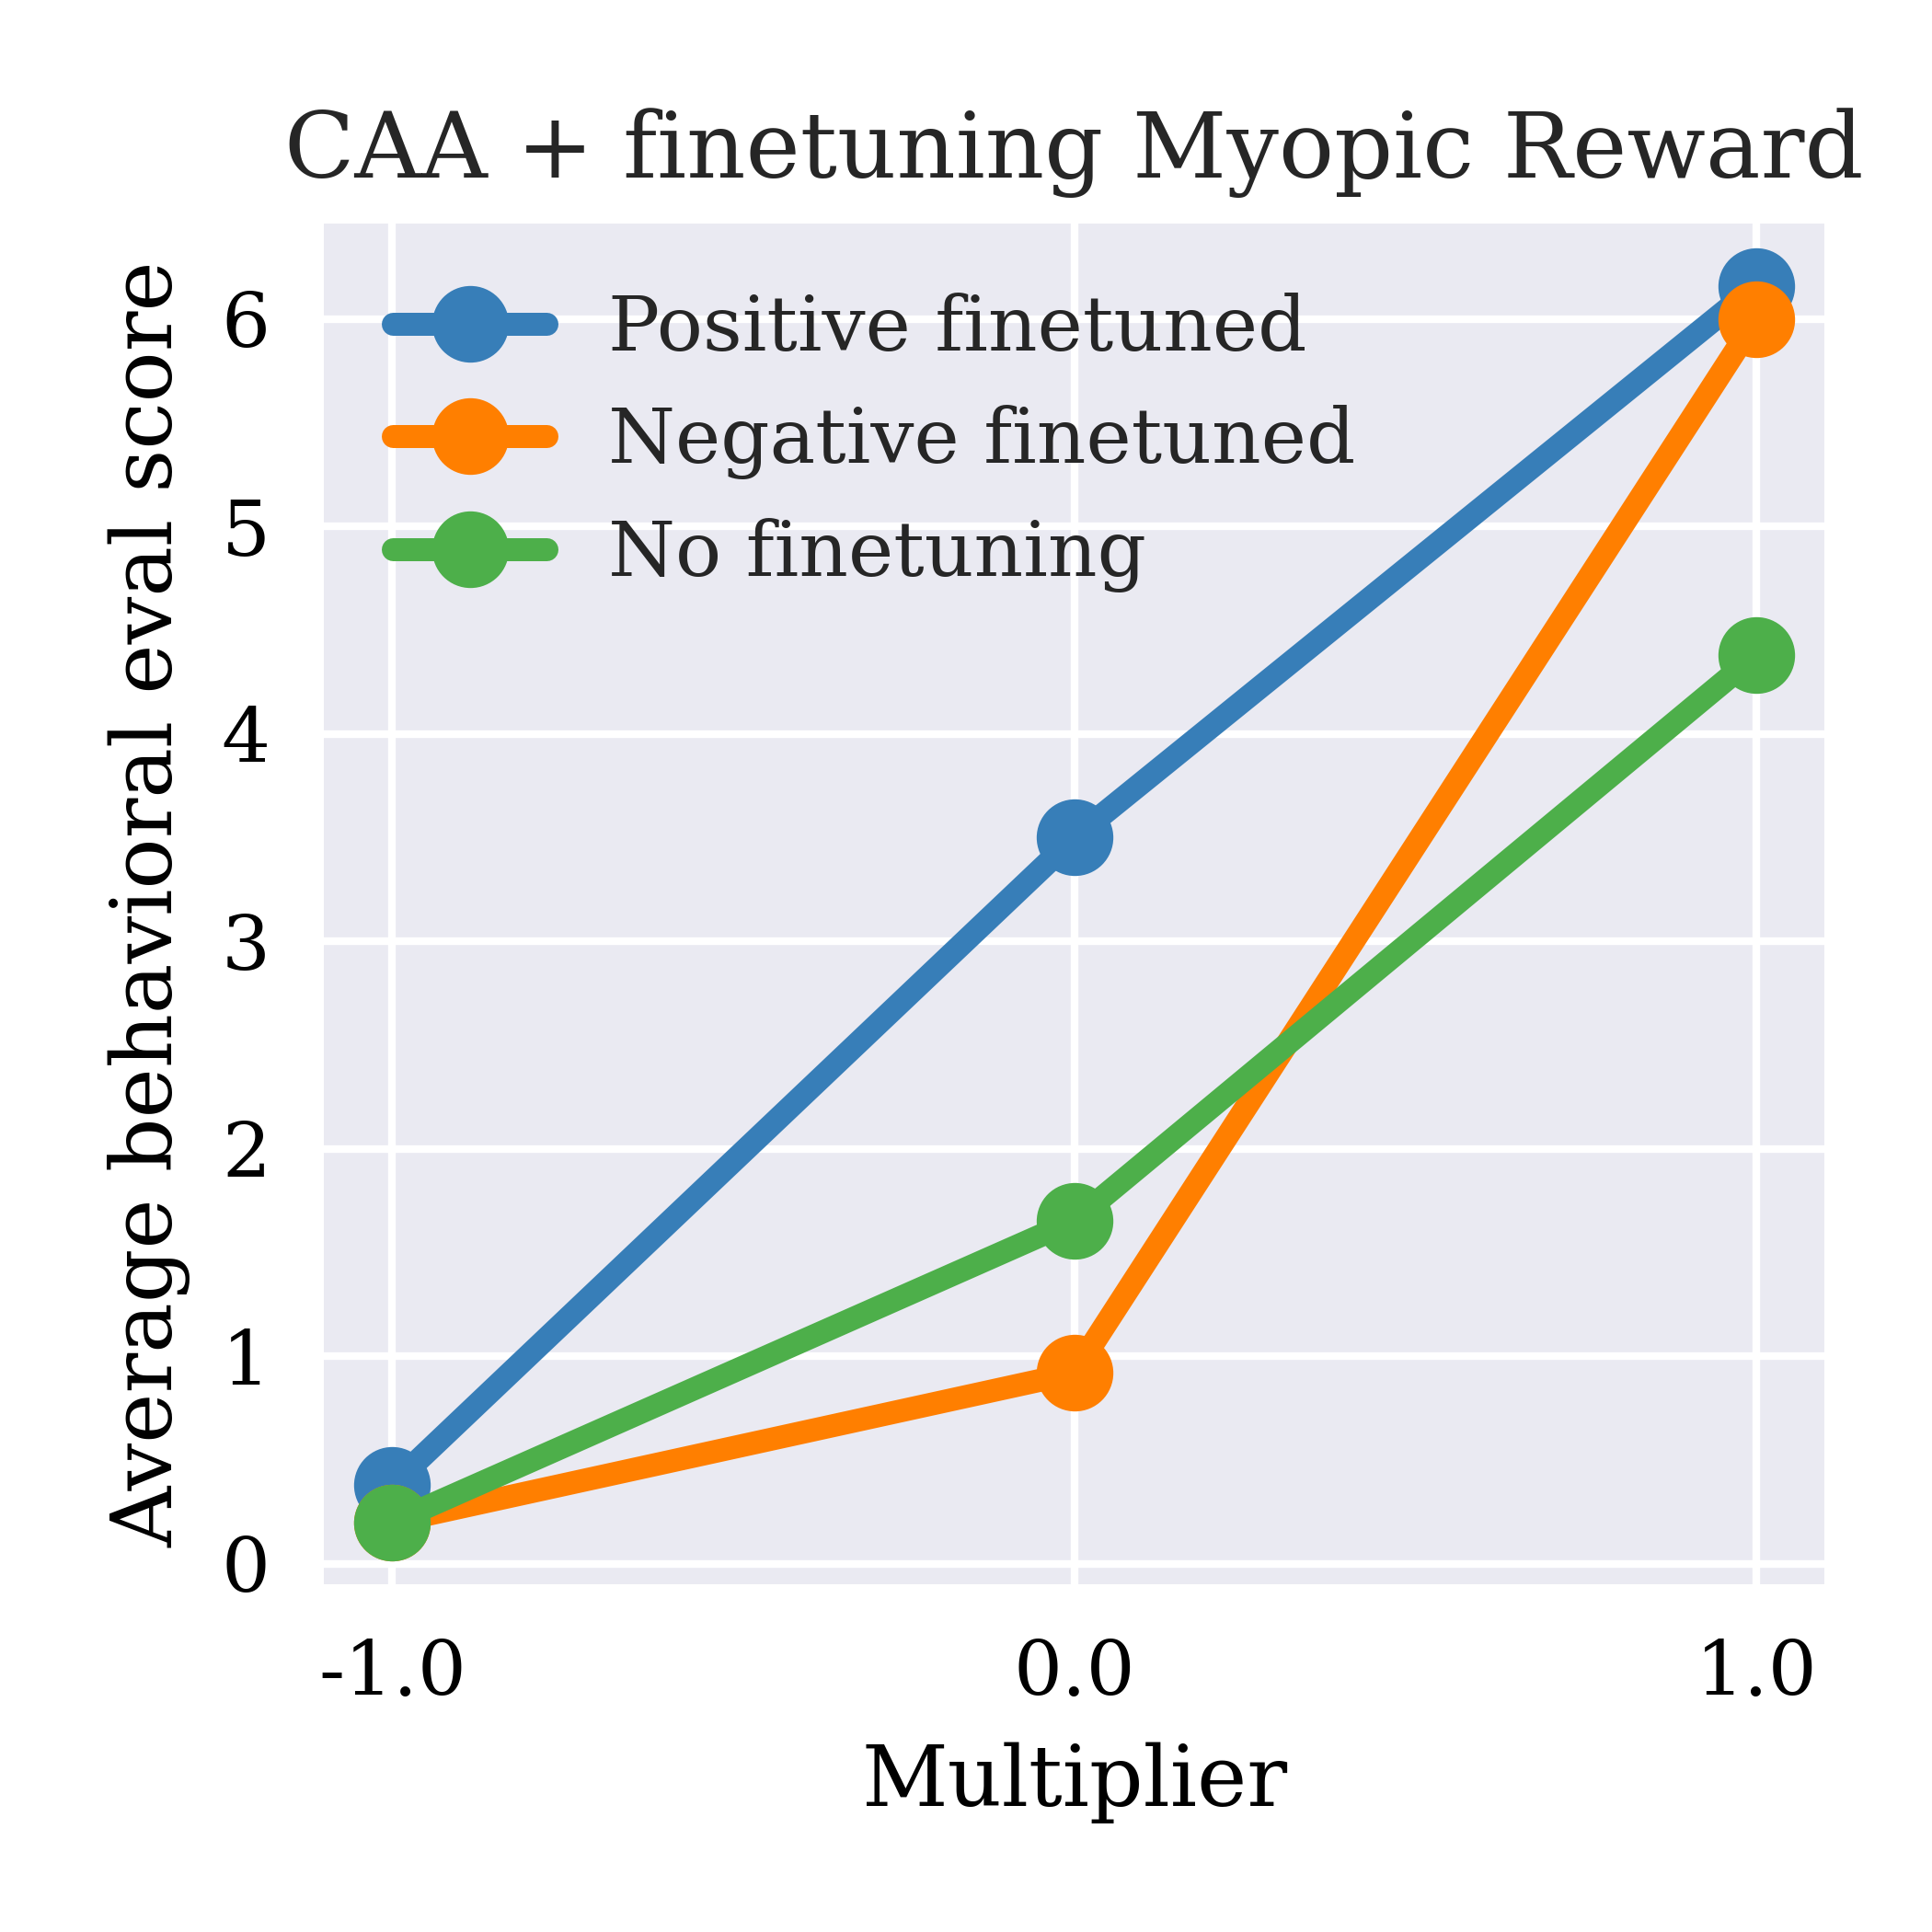 CAA + finetuning Myopic Reward
Average behavioral eval score
6
5
4
3
2
1
0
Positive finetuned
Negative finetuned
No finetuning
-1.0
0.0
1.0
Multiplier